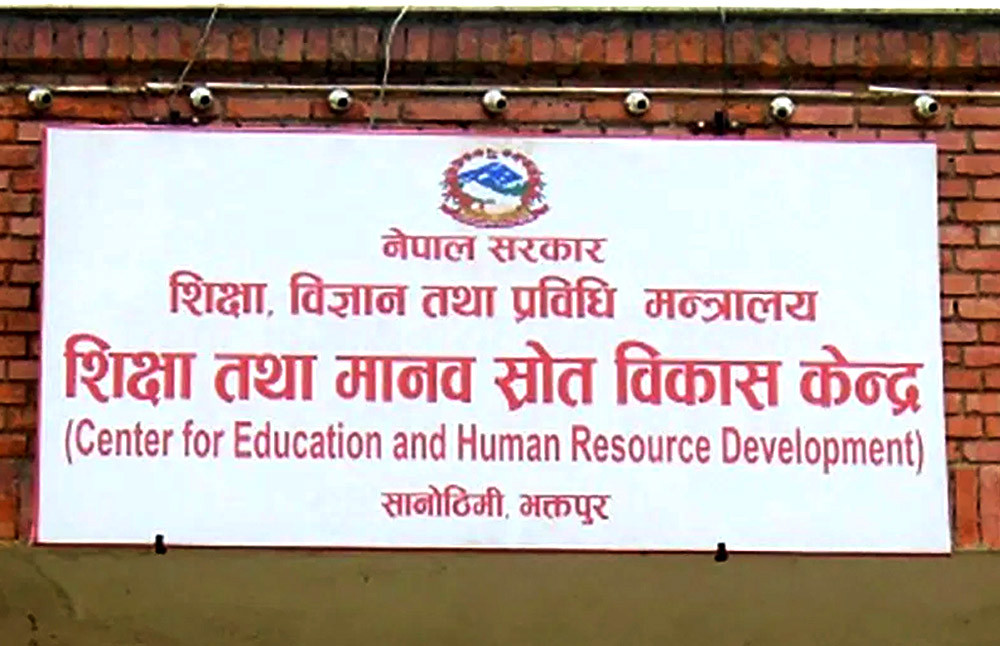 नेपाल सरकार
शिक्षा, विज्ञान तथा प्रविधि मन्त्रालय
शिक्षा तथा मानव स्रोत विकास केन्द्र
(Center for Education and Human Resource Development)
सानोठिमी, भक्तपुर